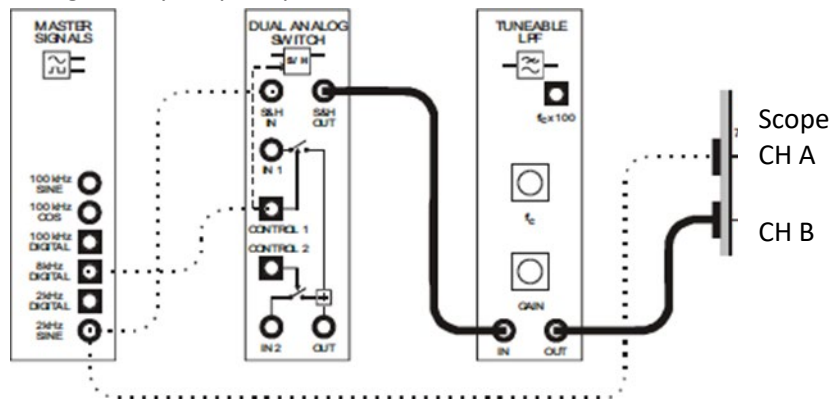 MASTER
SIGNALS
100 kHz
SINE
100 kHz
COS
100 kHz
DIGITAL
8kHz
DIGITAL
2kHz
DIGITAL
2kHz
SINE
DUAL ANALOG
SWITCH
S/H
S&H
IN
S&H
OUT
IN 1
CONTROL 1
CONTROL 2
IN 2
OUT
TUNEABLE
LPF
fc x100
fc
GAIN
IN
OUT
Scope
CH A
CH B